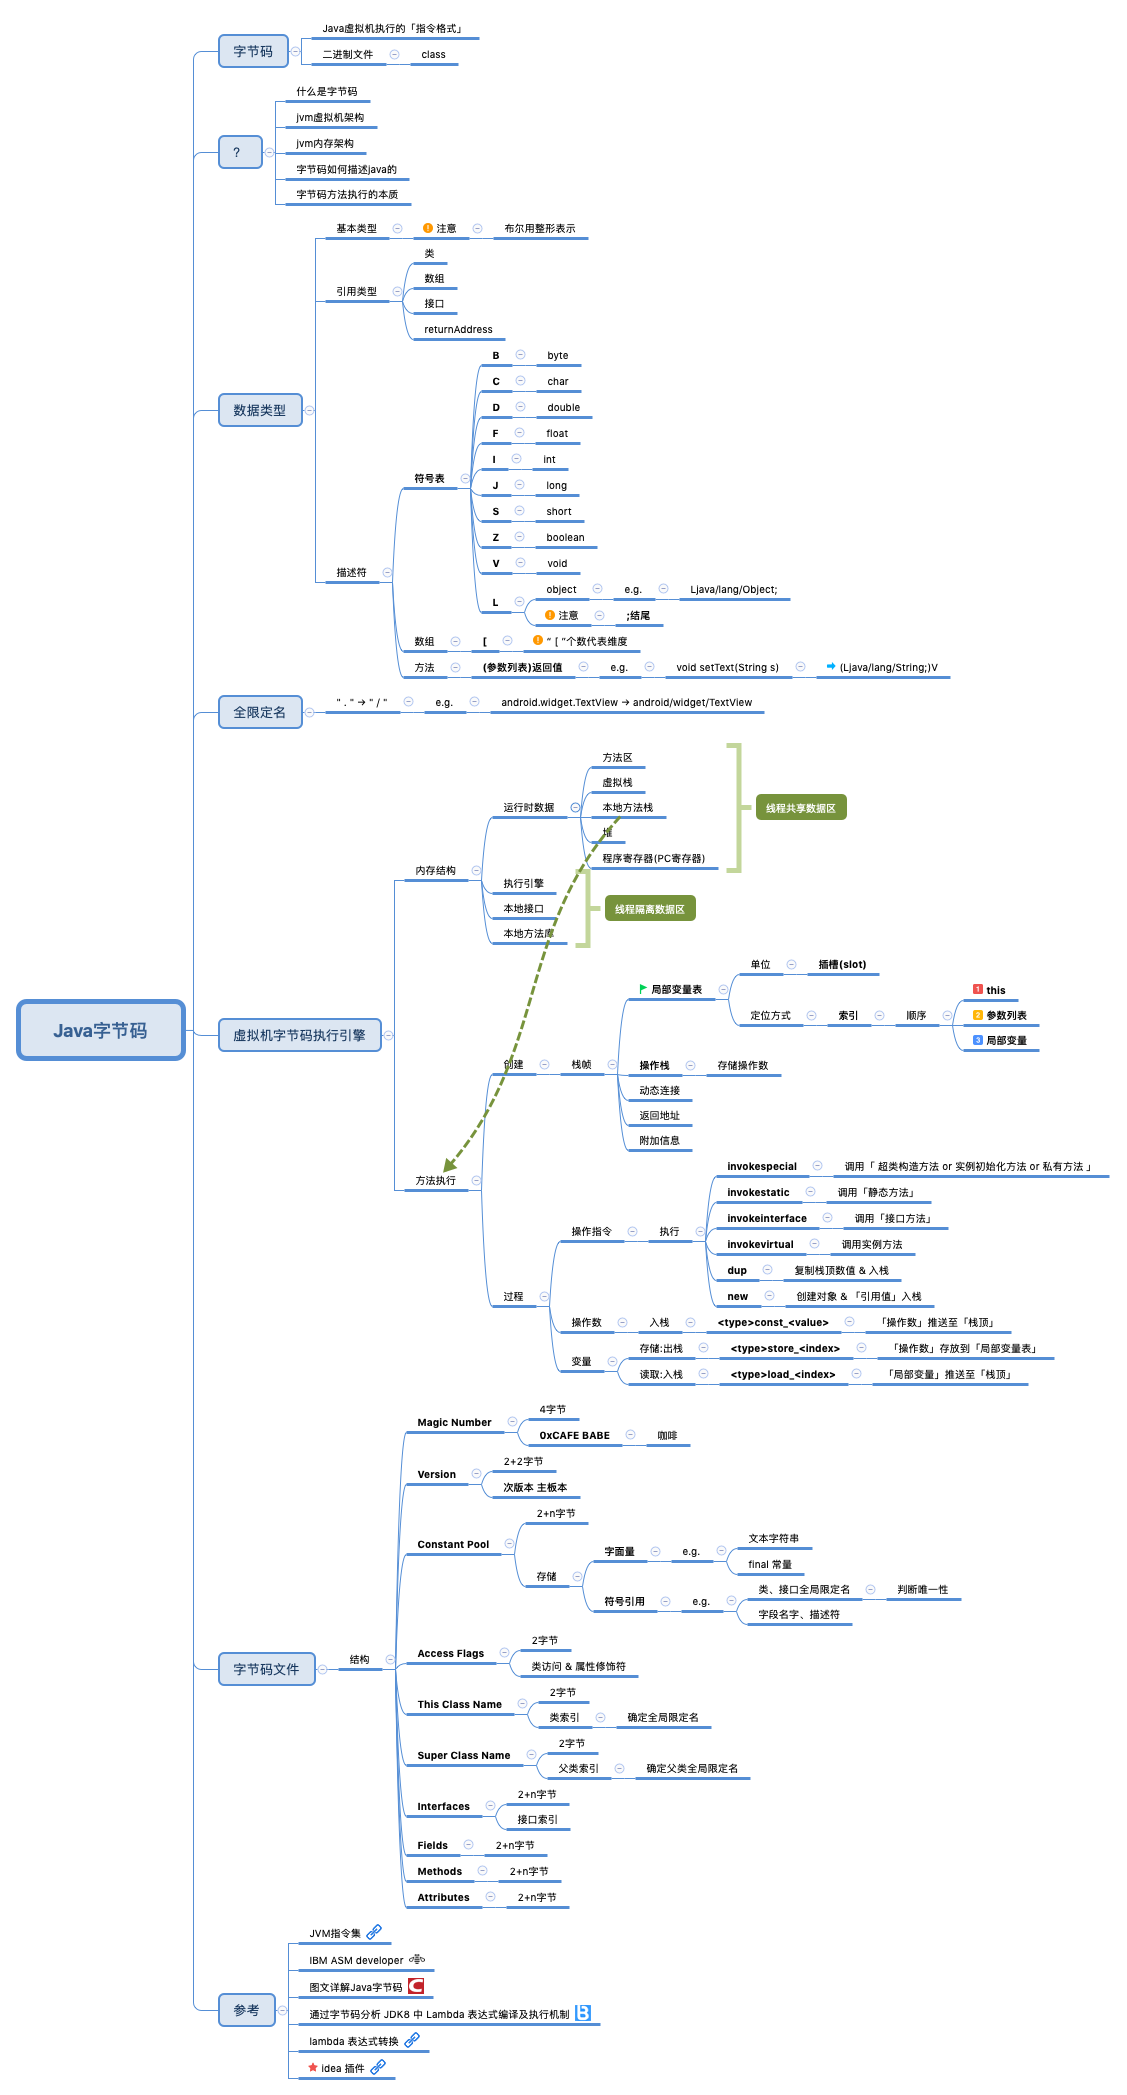 Java字节码
字节码
Java虚拟机执行的「指令格式」
二进制文件
class
?
什么是字节码
jvm虚拟机架构
jvm内存架构
字节码如何描述java的
字节码方法执行的本质
数据类型
基本类型
注意
布尔用整形表示
引用类型
类
数组
接口
returnAddress
描述符
符号表
B
byte
C
char
D
double
F
float
I
int
J
long
S
short
Z
boolean
V
void
L
object
e.g.
Ljava/lang/Object;
注意
;结尾
数组
[
“ [ ”个数代表维度
方法
(参数列表)返回值
e.g.
void setText(String s)
(Ljava/lang/String;)V
全限定名
" . " → " / "
e.g.
android.widget.TextView → android/widget/TextView
虚拟机字节码执行引擎
内存结构
运行时数据
方法区
虚拟栈
本地方法栈
堆
程序寄存器(PC寄存器)
线程共享数据区
执行引擎
本地接口
本地方法库
线程隔离数据区
方法执行
创建
栈帧
局部变量表
单位
插槽(slot)
定位方式
索引
顺序
1 this
2 参数列表
3 局部变量
操作栈
存储操作数
动态连接
返回地址
附加信息
过程
操作指令
执行
invokespecial
调用「 超类构造方法 or 实例初始化方法 or 私有方法 」
invokestatic
调用「静态方法」
invokeinterface
调用「接口方法」
invokevirtual
调用实例方法
dup
复制栈顶数值 & 入栈
new
创建对象 & 「引用值」入栈
操作数
入栈
<type>const_<value>
「操作数」推送至「栈顶」
变量
存储:出栈
<type>store_<index>
「操作数」存放到「局部变量表」
读取:入栈
<type>load_<index>
「局部变量」推送至「栈顶」
字节码文件
结构
Magic Number
4字节
0xCAFE BABE
咖啡
Version
2+2字节
次版本 主板本
Constant Pool
2+n字节
存储
字面量
e.g.
文本字符串
final 常量
符号引用
e.g.
类、接口全局限定名
判断唯一性
字段名字、描述符
Access Flags
2字节
类访问 & 属性修饰符
This Class Name
2字节
类索引
确定全局限定名
Super Class Name
2字节
父类索引
确定父类全局限定名
Interfaces
2+n字节
接口索引
Fields
2+n字节
Methods
2+n字节
Attributes
2+n字节
参考
JVM指令集
IBM ASM developer
图文详解Java字节码
通过字节码分析 JDK8 中 Lambda 表达式编译及执行机制
lambda 表达式转换
idea 插件